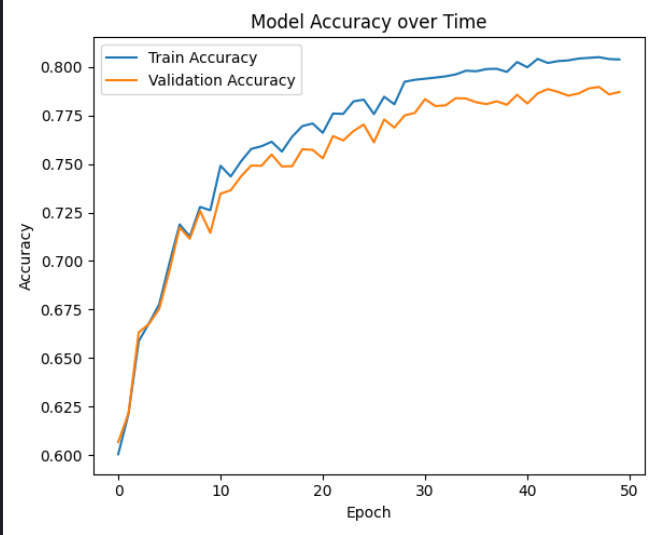 Model Accuracy over Time
Train Accuracy
Validation Accuracy
0.800
0.775
0.750
0.725
0.700
0.675
0.650
0.625
0.600
Accuracy
0 10 20 30 40 50
Epoch